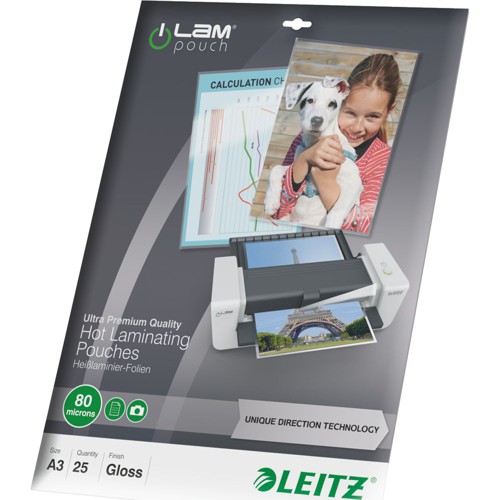 iLAM®
pouch
CALCULATION CH
Ultra Premium Quality
Hot Laminating
Pouches
Heißlaminier-Folien
80
microns
UNIQUE DIRECTION TECHNOLOGY
Size
Quantity
Finish
A3
25
Gloss
LEITZ